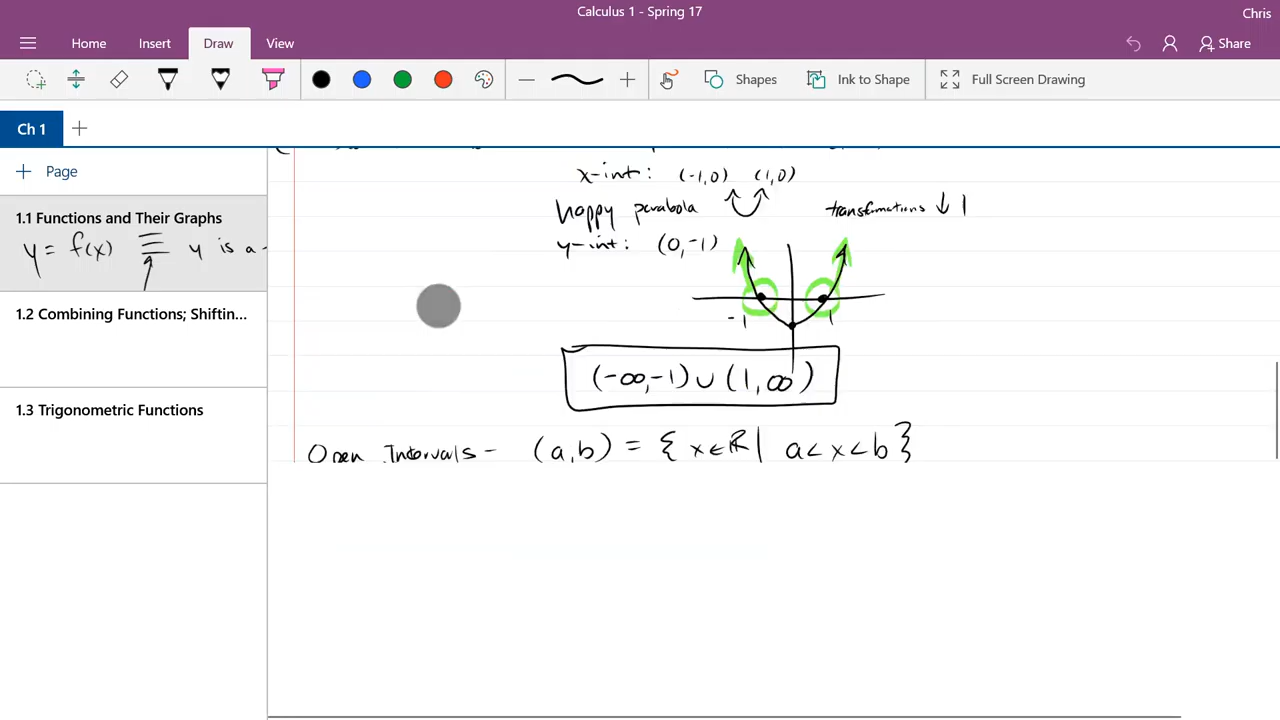 Calculus 1 - Spring 17
Chris
Home Insert Draw View
Share
Shapes Ink to Shape Full Screen Drawing
Ch 1
Page
1.1 Functions and Their Graphs
y = f(x) ≡ y is a
1.2 Combining Functions; Shiftin...
1.3 Trigonometric Functions
x-int: (-1,0) (1,0)
happy parabola
transformations ↓ 1
y-int: (0,-1)
-1 1
(-∞,-1) ∪ (1,∞)
Open Intervals - (a,b) = { x∈ℝ | a< x < b}